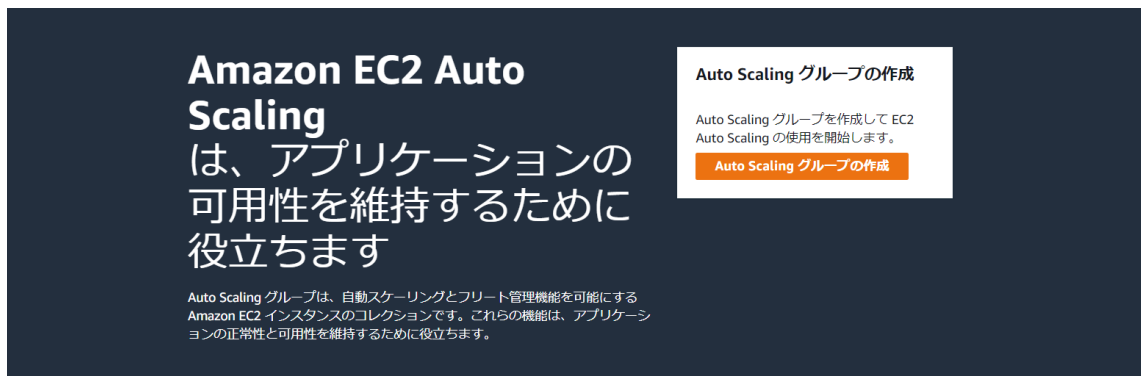 Amazon EC2 Auto
Scaling
は、アプリケーションの
可用性を維持するために
役立ちます
Auto Scaling グループは、自動スケーリングとフリート管理機能を可能にする
Amazon EC2 インスタンスのコレクションです。これらの機能は、アプリケーシ
ョンの正常性と可用性を維持するために役立ちます。
Auto Scaling グループの作成
Auto Scaling グループを作成して EC2
Auto Scaling の使用を開始します。
Auto Scaling グループの作成